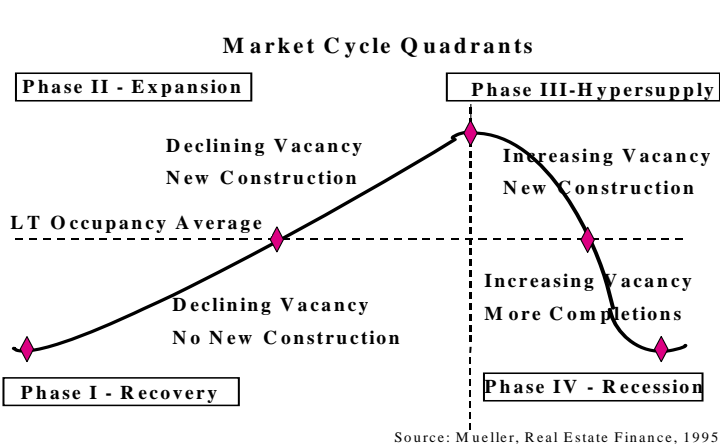 Market Cycle Quadrants
Phase II - Expansion
Phase III-Hypersupply
Declining Vacancy
New Construction
Increasing Vacancy
New Construction
LT Occupancy Average
Declining Vacancy
No New Construction
Increasing Vacancy
More Completions
Phase I - Recovery
Phase IV - Recession
Source: Mueller, Real Estate Finance, 1995